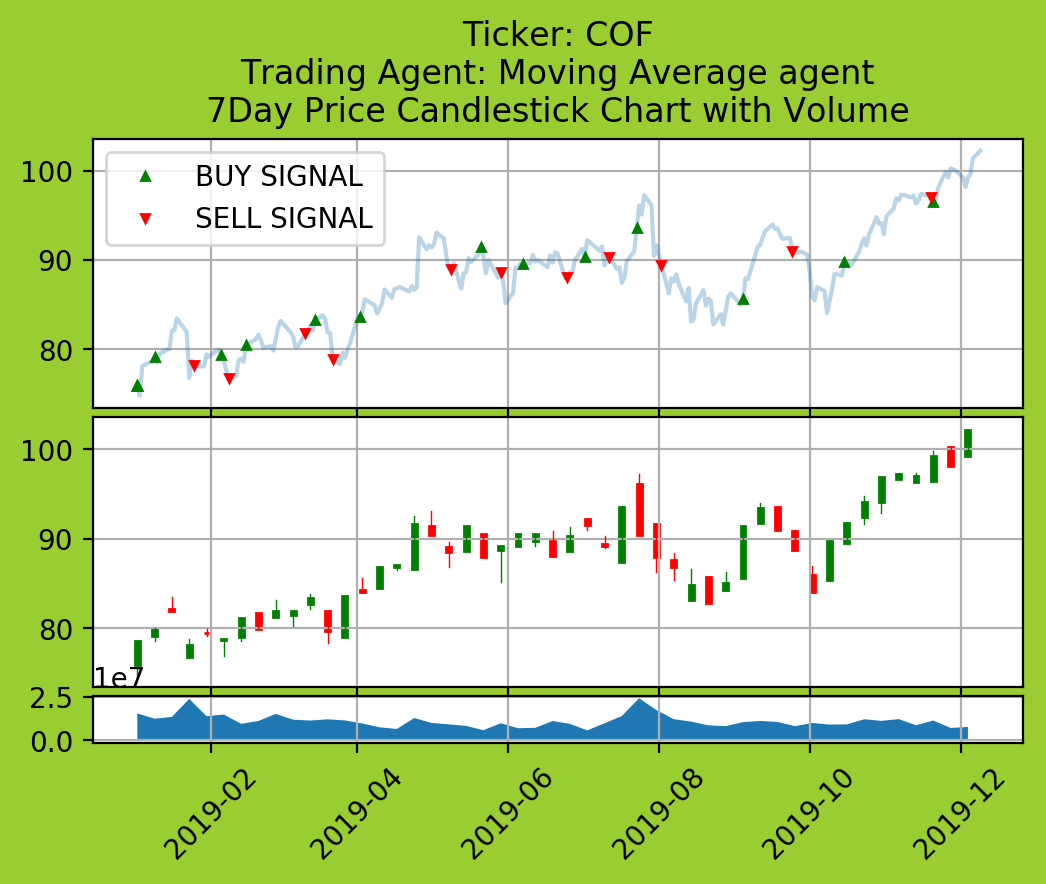 Ticker: COF
Trading Agent: Moving Average agent
7Day Price Candlestick Chart with Volume
BUY SIGNAL
SELL SIGNAL
100
90
80
100
90
80
1e7
2.5
0.0
2019-02
2019-04
2019-06
2019-08
2019-10
2019-12